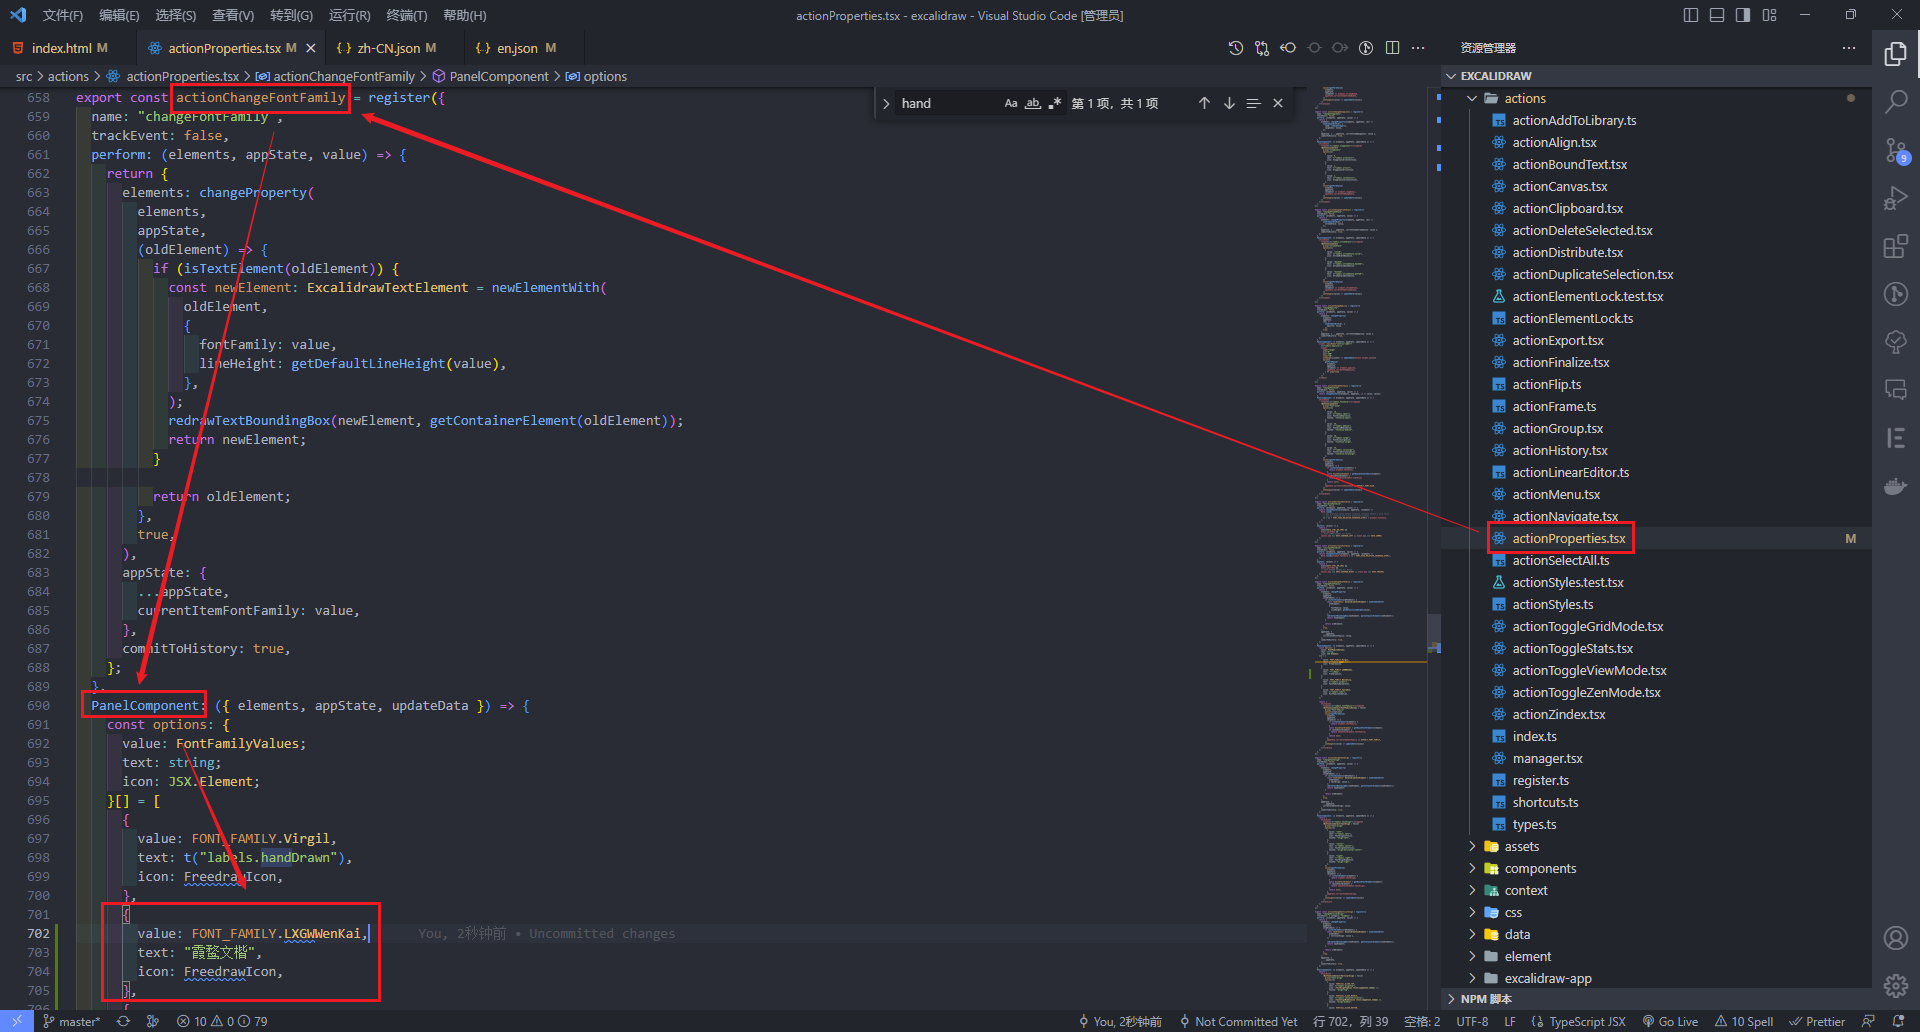 文件(F) 编辑(E) 选择(S) 查看(V) 转到(G) 运行(R) 终端(T) 帮助(H)
actionProperties.tsx - excalidraw - Visual Studio Code [管理员]
index.html M
actionProperties.tsx M
zh-CN.json M
en.json M
src > actions > actionProperties.tsx > actionChangeFontFamily > PanelComponent > options
hand
Aa ab
第 1 项, 共 1 项
658 export const actionChangeFontFamily = register({
659 name: "changeFontFamily",
660 trackEvent: false,
661 perform: (elements, appState, value) => {
662 return {
663 elements: changeProperty(
664 elements,
665 appState,
666 (oldElement) => {
667 if (isTextElement(oldElement)) {
668 const newElement: ExcalidrawTextElement = newElementWith(
669 oldElement,
670 {
671 fontFamily: value,
672 lineHeight: getDefaultLineHeight(value),
673 },
674 );
675 redrawTextBoundingBox(newElement, getContainerElement(oldElement));
676 return newElement;
677 }
678
679 return oldElement;
680 },
681 true,
682 ),
683 appState: {
684 ...appState,
685 currentItemFontFamily: value,
686 },
687 commitToHistory: true,
688 };
689 },
690 PanelComponent: ({ elements, appState, updateData }) => {
691 const options: {
692 value: FontFamilyValues;
693 text: string;
694 icon: JSX.Element;
695 }[] = [
696 {
697 value: FONT_FAMILY.Virgil,
698 text: t("labels.handDrawn"),
699 icon: FreedrawIcon,
700 },
701 {
702 value: FONT_FAMILY.LXGWWenKai, You, 2秒钟前 • Uncommitted changes
703 text: "霞鹜文楷",
704 icon: FreedrawIcon,
705 },
706 {
资源管理器
EXCALIDRAW
actions
actionAddToLibrary.ts
actionAlign.tsx
actionBoundText.tsx
actionCanvas.tsx
actionClipboard.tsx
actionDeleteSelected.tsx
actionDistribute.tsx
actionDuplicateSelection.tsx
actionElementLock.test.tsx
actionElementLock.ts
actionExport.tsx
actionFinalize.tsx
actionFlip.ts
actionFrame.ts
actionGroup.tsx
actionHistory.tsx
actionLinearEditor.ts
actionMenu.tsx
actionNavigate.tsx
actionProperties.tsx M
actionSelectAll.ts
actionStyles.test.tsx
actionStyles.ts
actionToggleGridMode.tsx
actionToggleStats.tsx
actionToggleViewMode.tsx
actionToggleZenMode.tsx
actionZindex.tsx
index.ts
manager.tsx
register.ts
shortcuts.ts
types.ts
assets
components
context
css
data
element
excalidraw-app
NPM 脚本
9
master* 10 0 79
You, 2秒钟前 Not Committed Yet 行 702, 列 39 空格: 2 UTF-8 LF TypeScript JSX Go Live 10 Spell Prettier